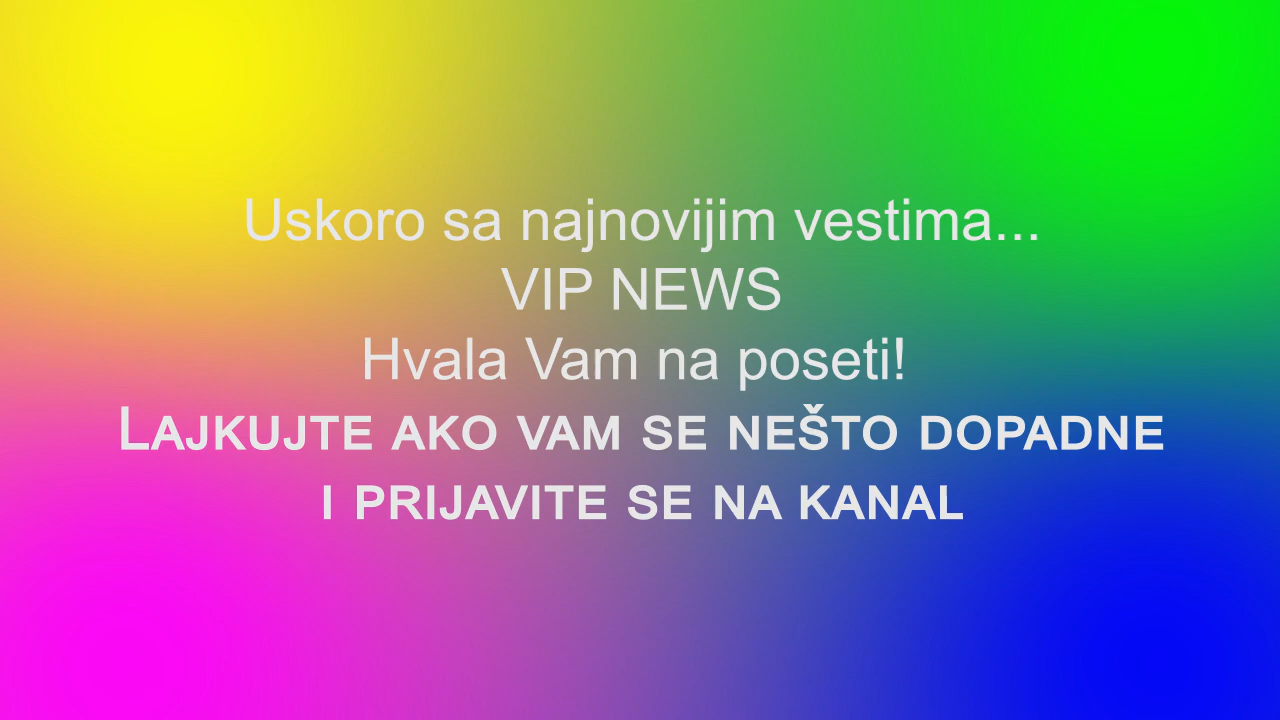 Uskoro sa najnovijim vestima...
VIP NEWS
Hvala Vam na poseti!
LAJKUJTE AKO VAM SE NEŠTO DOPADNE
I PRIJAVITE SE NA KANAL